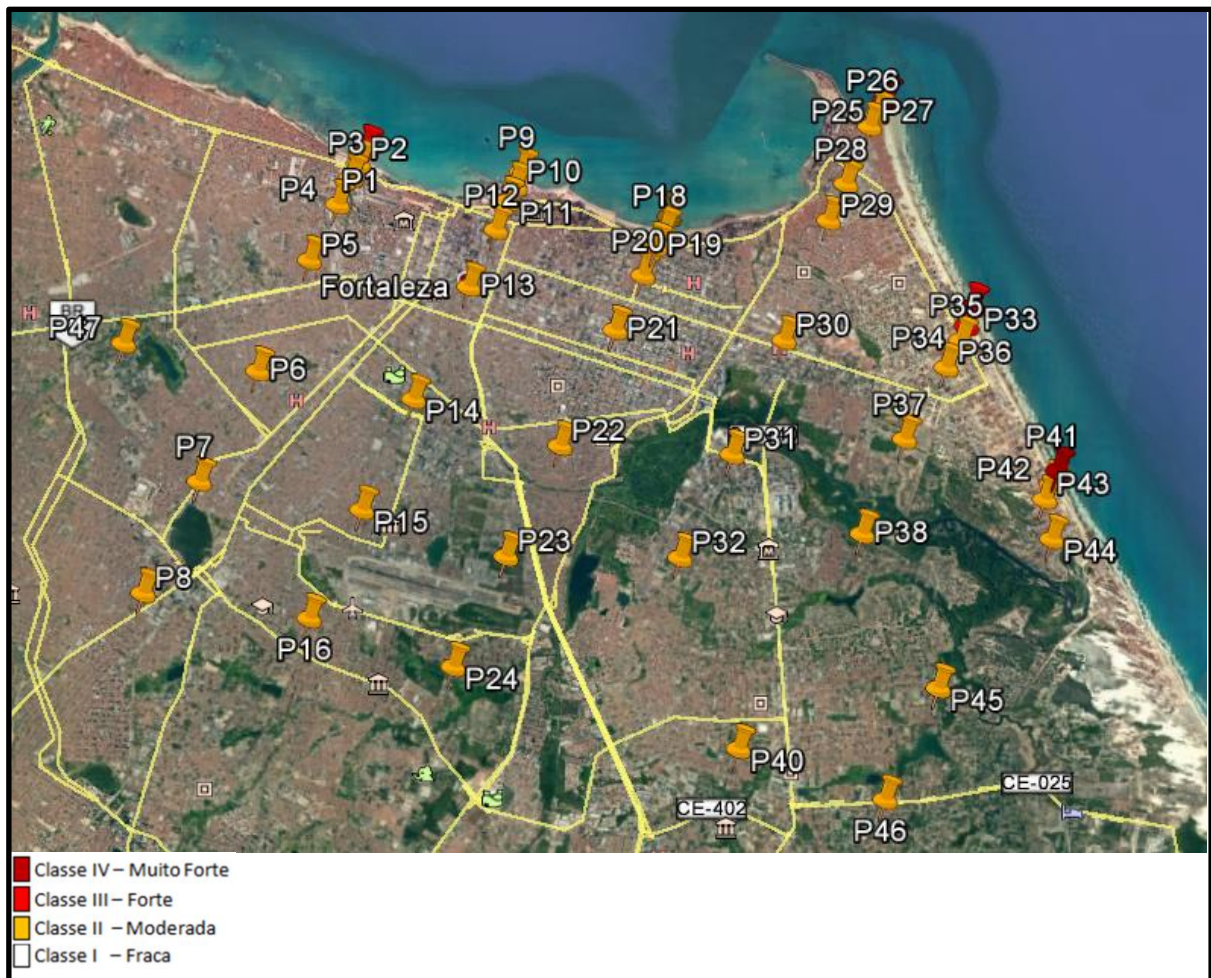 P26
P25 P27
P9
P3 P2
P10
P28
P1
P4
P12
P18
P11
P29
P5
P20 P19
Fortaleza P13
BR
P35 P33
P47
P21
P30
P34
P36
P6
P14
P37
P22
P31
P41
P7
P42 P43
P15
P38
P23
P32
P44
P8
P16
P24
P45
P40
CE-025
CE-402
P46
Classe IV – Muito Forte
Classe III – Forte
Classe II – Moderada
Classe I – Fraca